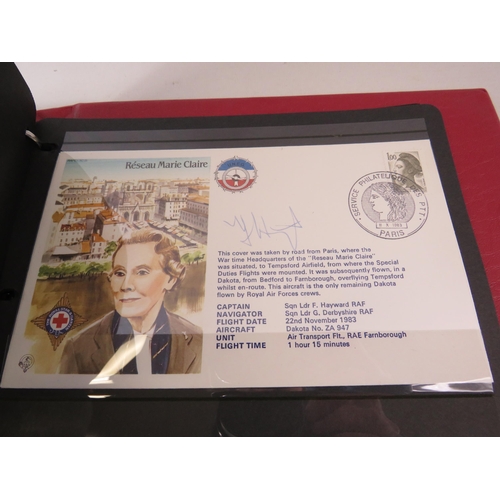 Réseau Marie Claire
1,00
PARIS
This cover was taken by road from Paris, where the
War time Headquarters of the "Reseau Marie Claire"
was situated, to Tempsford Airfield, from where the Special
Duties Flights were mounted. It was subsequently flown, in a
Dakota, from Bedford to Farnborough, overflying Tempsford
whilst en-route. This aircraft is the only remaining Dakota
flown by Royal Air Forces crews.
CAPTAIN Sqn Ldr F. Hayward RAF
NAVIGATOR Sqn Ldr G. Derbyshire RAF
FLIGHT DATE 22nd November 1983
AIRCRAFT Dakota No. ZA 947
UNIT Air Transport Flt., RAE Farnborough
FLIGHT TIME 1 hour 15 minutes